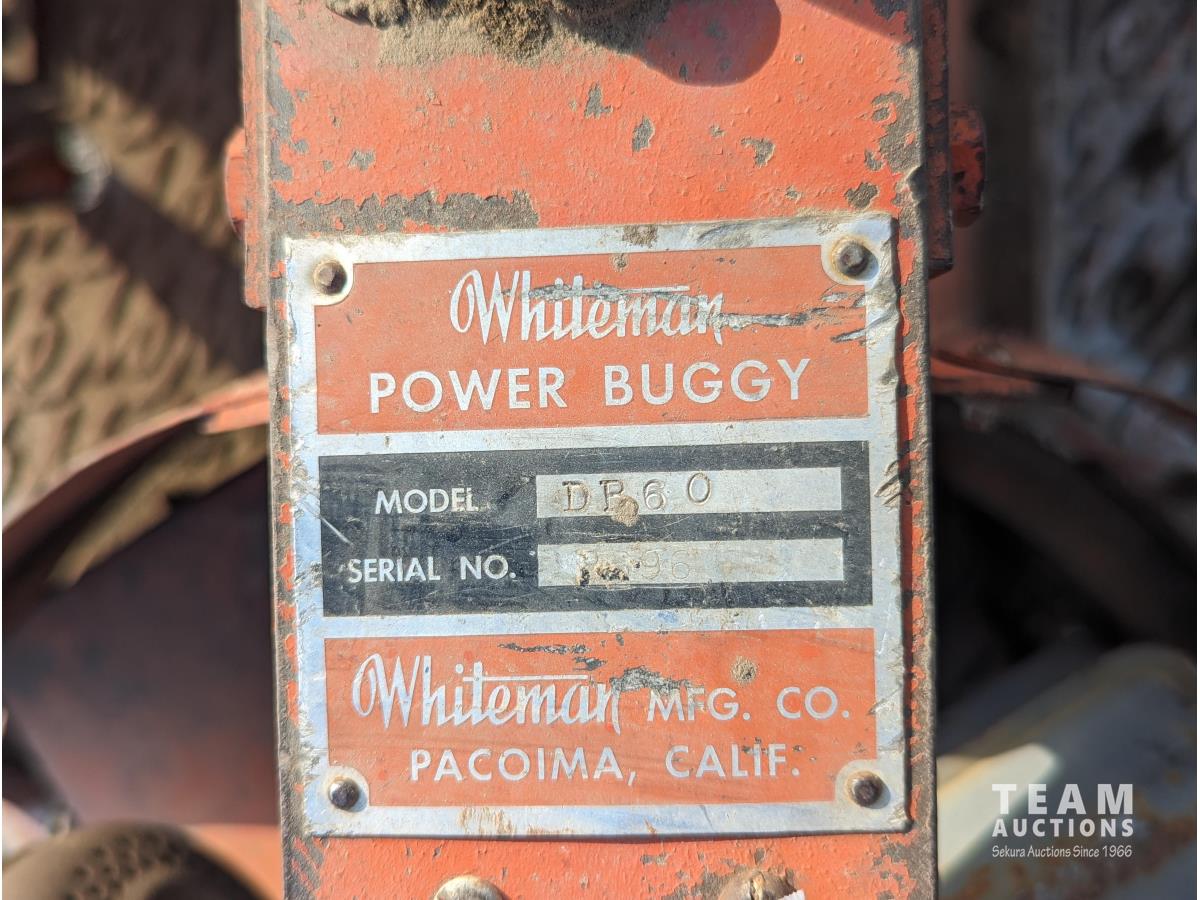 Whiteman
POWER BUGGY
MODEL
SERIAL NO.
Whiteman MFG. CO.
PACOIMA, CALIF.
TEAM
AUCTIONS
Sekura Auctions Since 1966